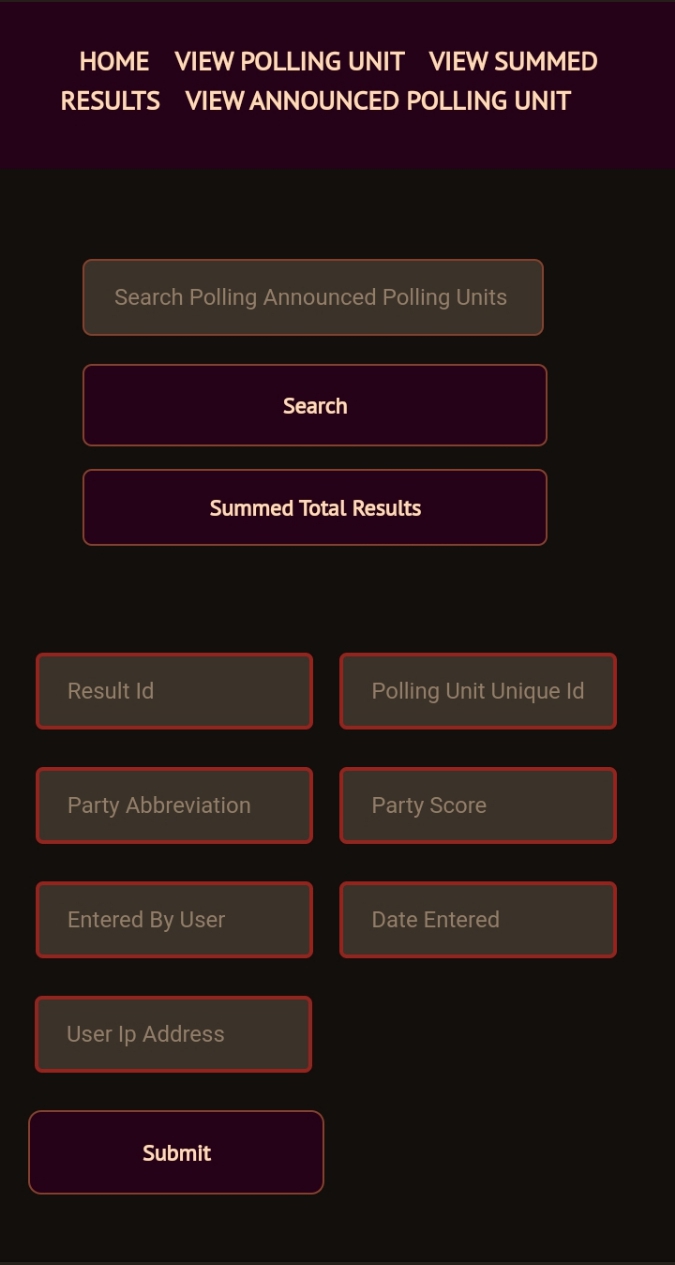 HOME VIEW POLLING UNIT VIEW SUMMED
RESULTS VIEW ANNOUNCED POLLING UNIT
Search Polling Announced Polling Units
Search
Summed Total Results
Result Id Polling Unit Unique Id
Party Abbreviation Party Score
Entered By User Date Entered
User Ip Address
Submit